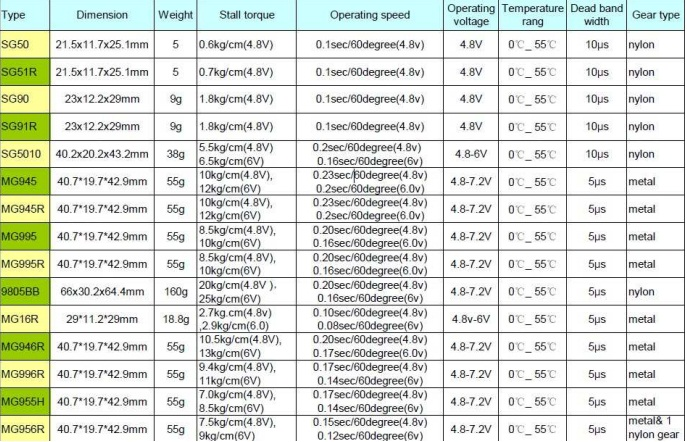 Type Dimension Weight Stall torque Operating speed Operating voltage Temperature rang Dead band width Gear type
SG50 21.5x11.7x25.1mm 5 0.6kg/cm(4.8V) 0.1sec/60degree(4.8v) 4.8V 0℃_ 55℃ 10µs nylon
SG51R 21.5x11.7x25.1mm 5 0.7kg/cm(4.8V) 0.1sec/60degree(4.8v) 4.8V 0℃_ 55℃ 10µs nylon
SG90 23x12.2x29mm 9g 1.8kg/cm(4.8V) 0.1sec/60degree(4.8v) 4.8V 0℃_ 55℃ 10µs nylon
SG91R 23x12.2x29mm 9g 1.8kg/cm(4.8V) 0.1sec/60degree(4.8v) 4.8V 0℃_ 55℃ 10µs nylon
SG5010 40.2x20.2x43.2mm 38g 5.5kg/cm(4.8V) 6.5kg/cm(6V) 0.2sec/60degree(4.8v) 0.16sec/60degree(6v) 4.8-6V 0℃_ 55℃ 10µs nylon
MG945 40.7*19.7*42.9mm 55g 10kg/cm(4.8V), 12kg/cm(6V) 0.23sec/60degree(4.8v) 0.2sec/60degree(6.0v) 4.8-7.2V 0℃_ 55℃ 5µs metal
MG945R 40.7*19.7*42.9mm 55g 10kg/cm(4.8V), 12kg/cm(6V) 0.23sec/60degree(4.8v) 0.2sec/60degree(6.0v) 4.8-7.2V 0℃_ 55℃ 5µs metal
MG995 40.7*19.7*42.9mm 55g 8.5kg/cm(4.8V), 10kg/cm(6V) 0.20sec/60degree(4.8v) 0.16sec/60degree(6.0v) 4.8-7.2V 0℃_ 55℃ 5µs metal
MG995R 40.7*19.7*42.9mm 55g 8.5kg/cm(4.8V), 10kg/cm(6V) 0.20sec/60degree(4.8v) 0.16sec/60degree(6.0v) 4.8-7.2V 0℃_ 55℃ 5µs metal
9805BB 66x30.2x64.4mm 160g 20kg/cm(4.8V ), 25kg/cm(6V) 0.20sec/60degree(4.8v) 0.16sec/60degree(6v) 4.8-7.2V 0℃_ 55℃ 5µs nylon
MG16R 29*11.2*29mm 18.8g 2.7kg.cm(4.8v) ,2.9kg/cm(6.0) 0.10sec/60degree(4.8v) 0.08sec/60degree(6v) 4.8v-6V 0℃_ 55℃ 5µs metal
MG946R 40.7*19.7*42.9mm 55g 10.5kg/cm(4.8V), 13kg/cm(6V) 0.20sec/60degree(4.8v) 0.17sec/60degree(6.0v) 4.8-7.2V 0℃_ 55℃ 5µs metal
MG996R 40.7*19.7*42.9mm 55g 9.4kg/cm(4.8V), 11kg/cm(6V) 0.17sec/60degree(4.8v) 0.14sec/60degree(6v) 4.8-7.2V 0℃_ 55℃ 5µs metal
MG955H 40.7*19.7*42.9mm 55g 7.0kg/cm(4.8V), 8.5kg/cm(6V) 0.17sec/60degree(4.8v) 0.14sec/60degree(6v) 4.8-7.2V 0℃_ 55℃ 5µs metal
MG956R 40.7*19.7*42.9mm 55g 7.5kg/cm(4.8V), 9kg/cm(6V) 0.15sec/60degree(4.8v) 0.12sec/60degree(6v) 4.8-7.2V 0℃_ 55℃ 5µs metal& 1 nylon gear